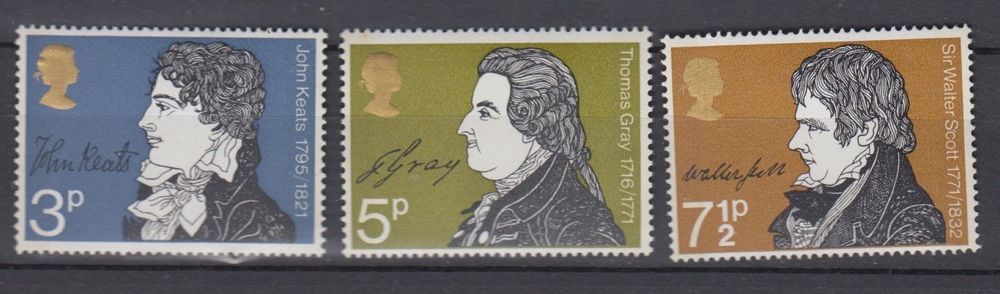 John Keats 1795/1821
John Keats
3P
Thomas Gray 1716/1771
T Gray
5P
Sir Walter Scott 1771/1832
Walter Scott
7½P